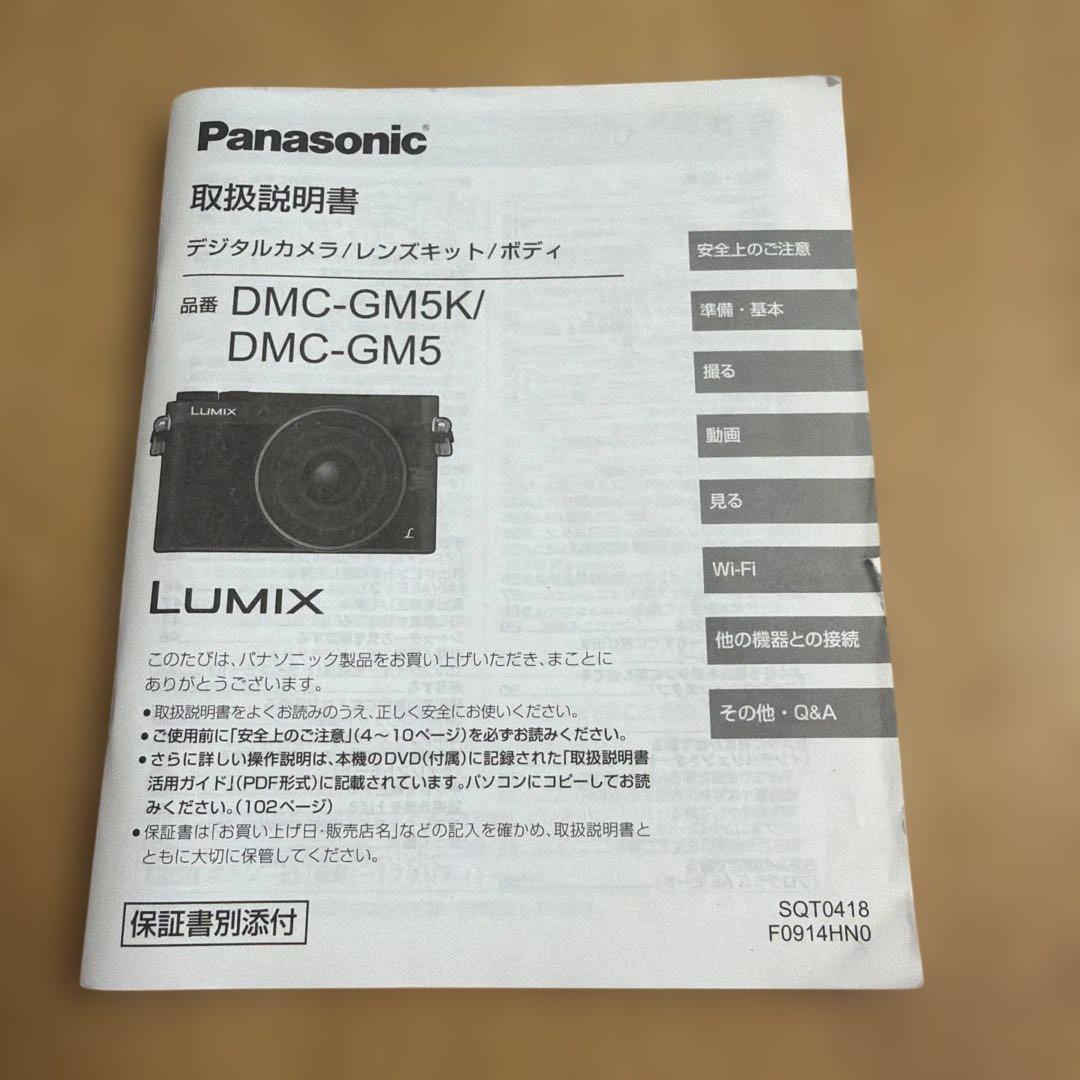 Panasonic®
取扱説明書
デジタルカメラ/レンズキット/ボディ
品番 DMC-GM5K/
DMC-GM5
LUMIX
L
LUMIX
このたびは、パナソニック製品をお買い上げいただき、まことに
ありがとうございます。
●取扱説明書をよくお読みのうえ、正しく安全にお使いください。
●ご使用前に「安全上のご注意」(4～10ページ)を必ずお読みください。
●さらに詳しい操作説明は、本機のDVD(付属)に記録された「取扱説明書
活用ガイド」(PDF形式)に記載されています。パソコンにコピーしてお読
みください。(102ページ)
●保証書は「お買い上げ日・販売店名」などの記入を確かめ、取扱説明書と
ともに大切に保管してください。
保証書別添付
安全上のご注意
準備・基本
撮る
動画
見る
Wi-Fi
他の機器との接続
その他・Q&A
SQT0418
F0914HN0